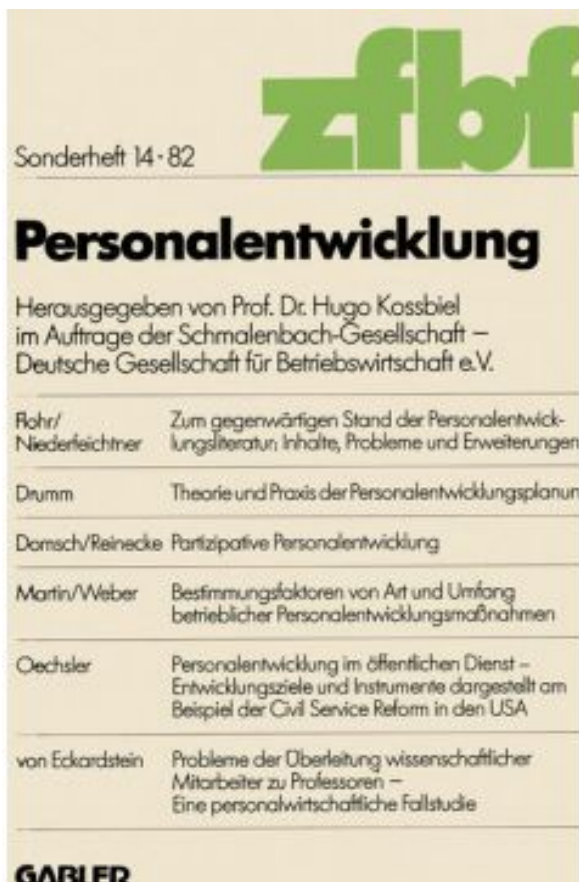 zfbf
Sonderheft 14·82
Personalentwicklung
Herausgegeben von Prof. Dr. Hugo Kossbiel
im Auftrage der Schmalenbach-Gesellschaft –
Deutsche Gesellschaft für Betriebswirtschaft e.V.
Flohr/
Niederfeichtner
Zum gegenwärtigen Stand der Personalentwick-
lungsliteratur: Inhalte, Probleme und Erweiterungen
Drumm
Theorie und Praxis der Personalentwicklungsplanun
Domsch/Reinecke
Partizipative Personalentwicklung
Martin/Weber
Bestimmungsfaktoren von Art und Umfang
betrieblicher Personalentwicklungsmaßnahmen
Oechsler
Personalentwicklung im öffentlichen Dienst –
Entwicklungsziele und Instrumente dargestellt am
Beispiel der Civil Service Reform in den USA
von Eckardstein
Probleme der Überleitung wissenschaftlicher
Mitarbeiter zu Professoren –
Eine personalwirtschaftliche Fallstudie
GABLER